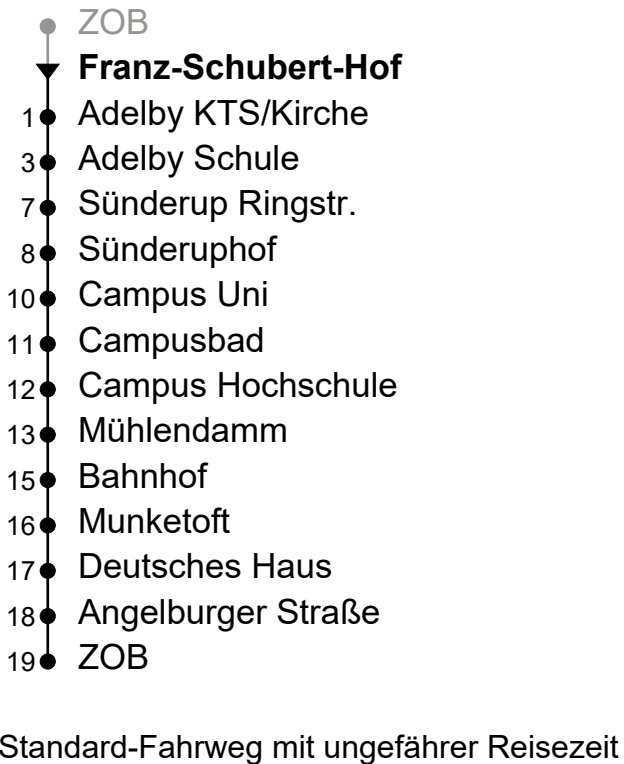 ZOB
Franz-Schubert-Hof
1 Adelby KTS/Kirche
3 Adelby Schule
7 Sünderup Ringstr.
8 Sünderuphof
10 Campus Uni
11 Campusbad
12 Campus Hochschule
13 Mühlendamm
15 Bahnhof
16 Munketoft
17 Deutsches Haus
18 Angelburger Straße
19 ZOB
Standard-Fahrweg mit ungefährer Reisezeit